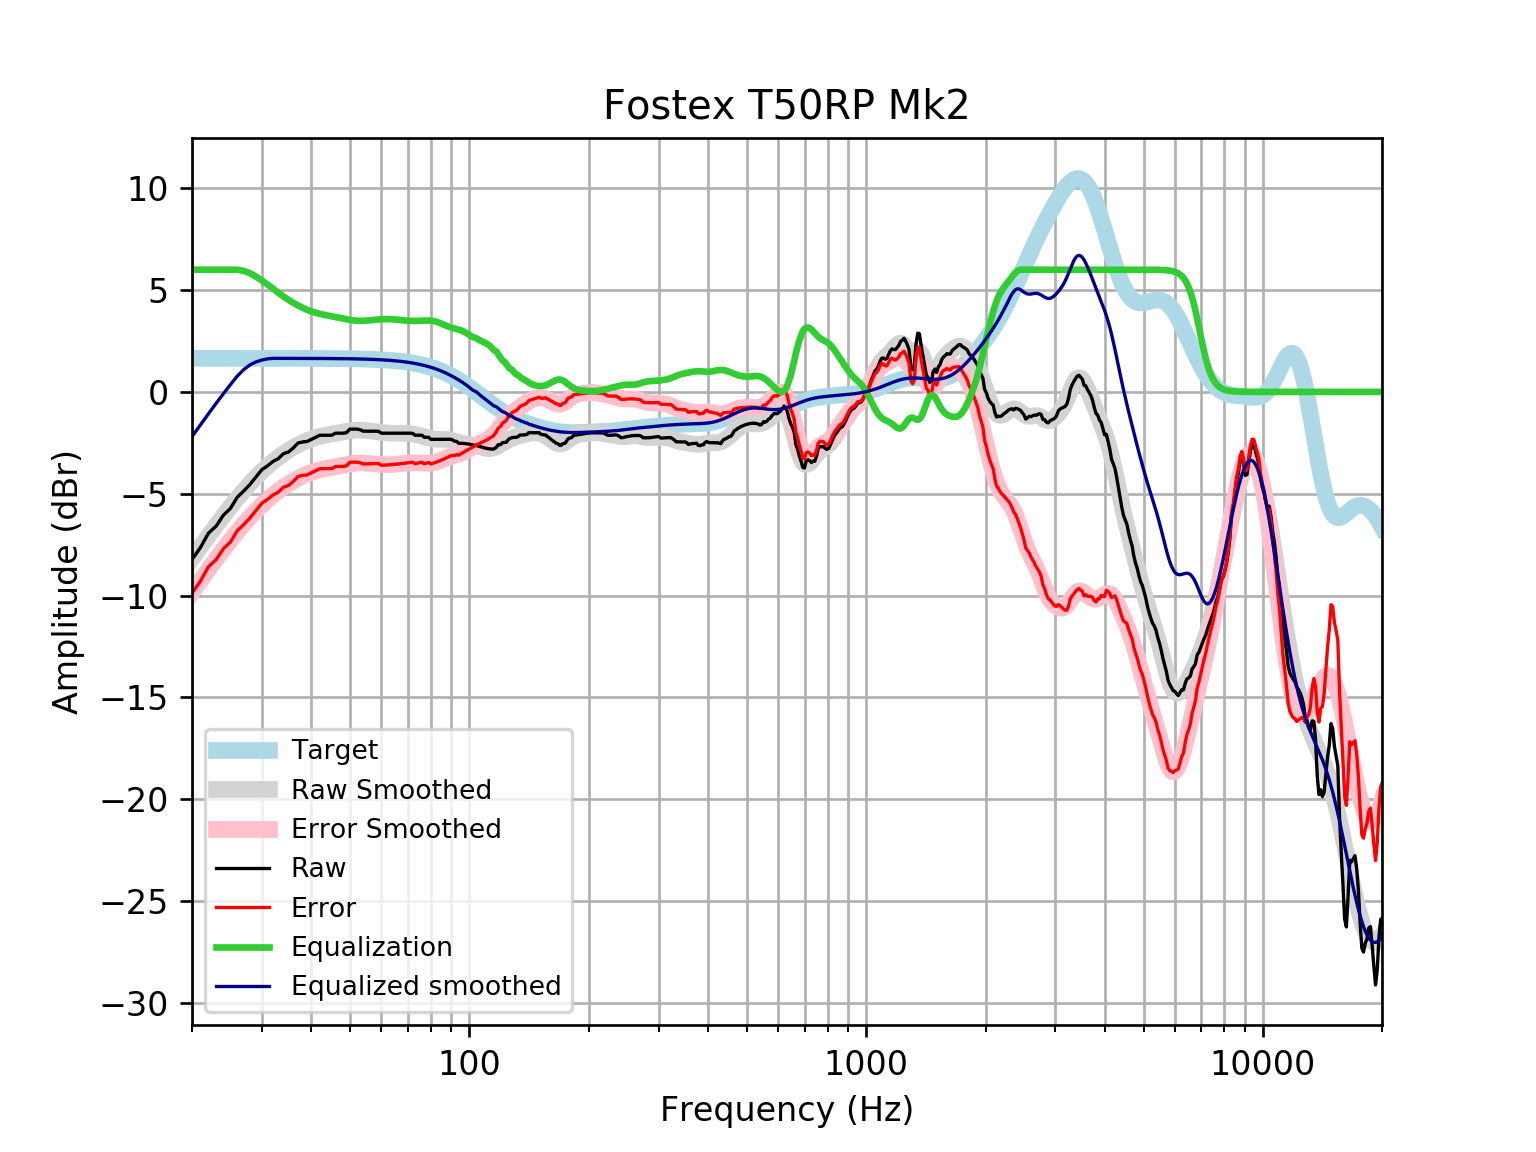 Fostex T50RP Mk2
Amplitude (dBr)
10
5
0
−5
−10
−15
−20
−25
−30
Target
Raw Smoothed
Error Smoothed
Raw
Error
Equalization
Equalized smoothed
100
1000
10000
Frequency (Hz)